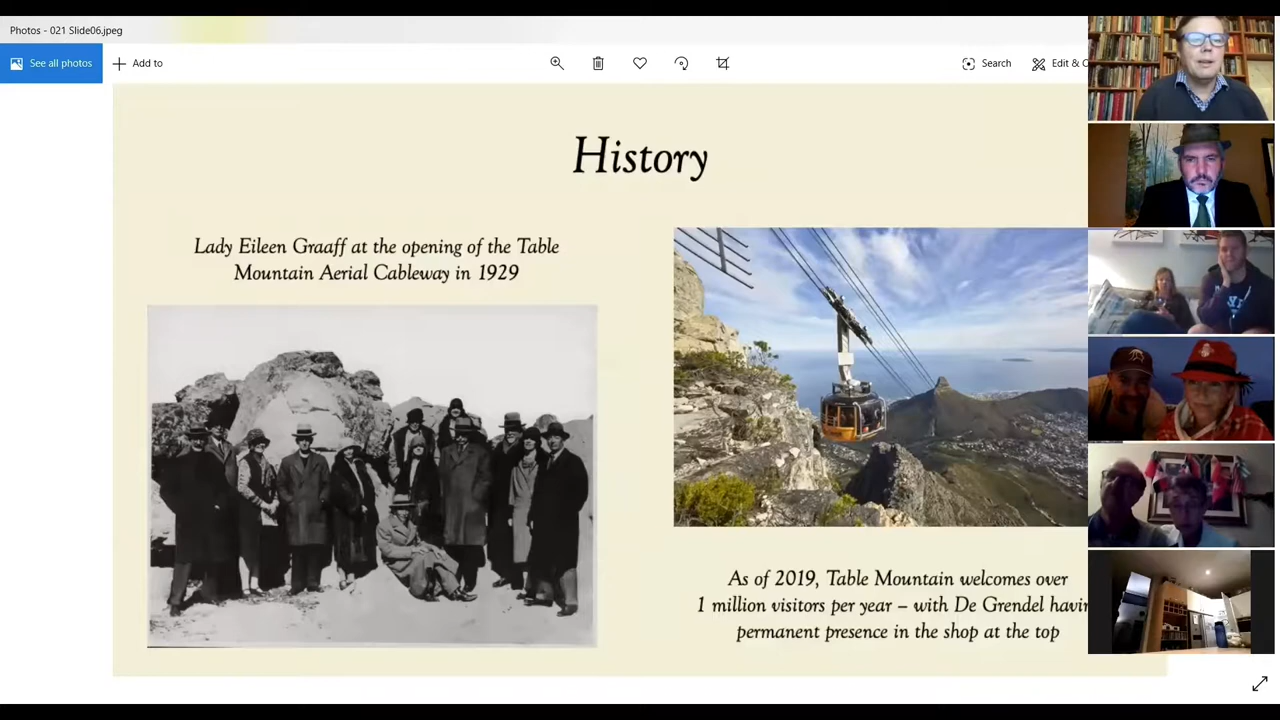 Photos - 021 Slide06.jpeg
See all photos
Add to
Search
Edit & C
History
Lady Eileen Graaff at the opening of the Table
Mountain Aerial Cableway in 1929
As of 2019, Table Mountain welcomes over
1 million visitors per year – with De Grendel havin
permanent presence in the shop at the top